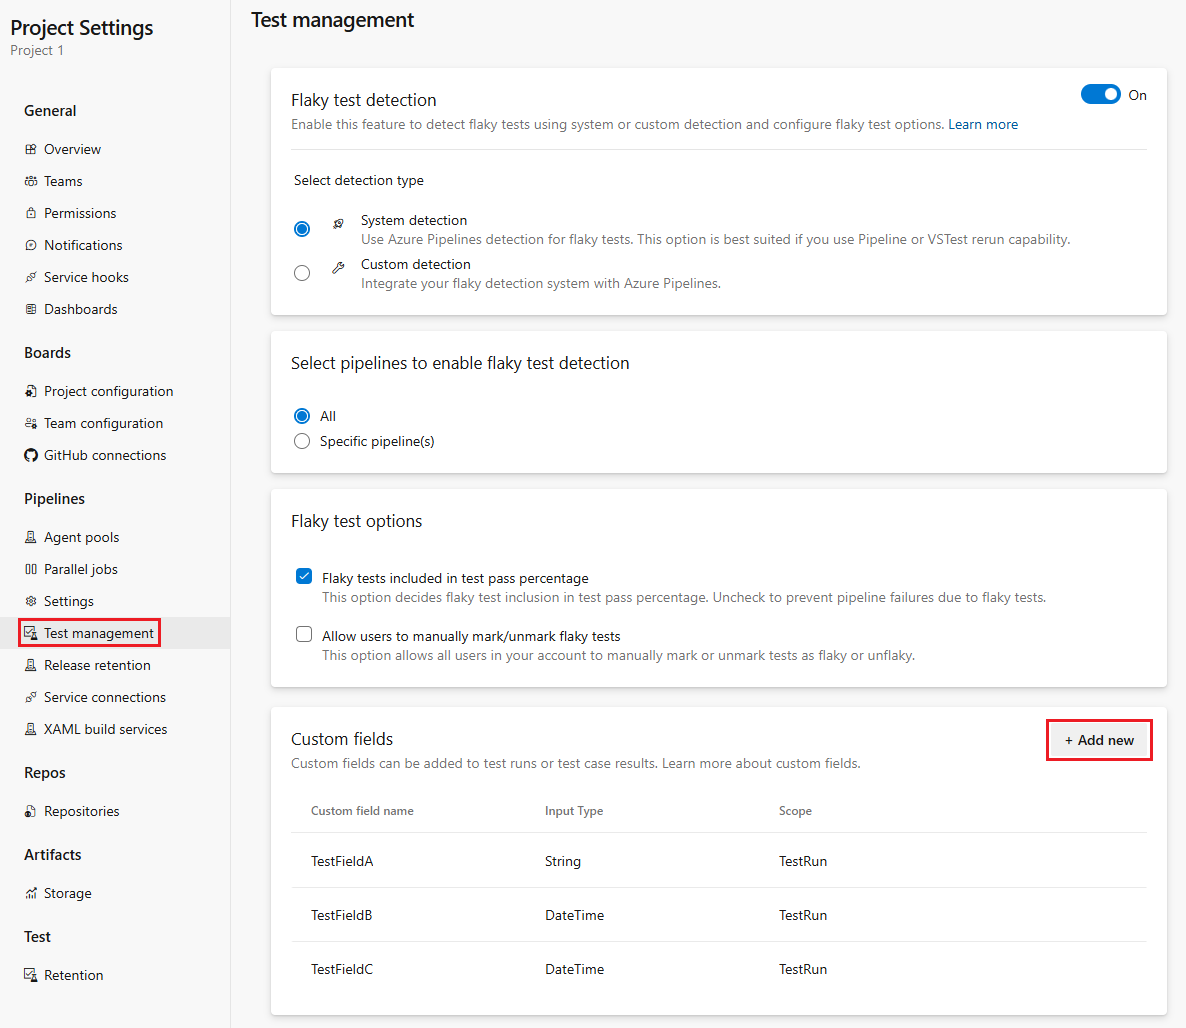 Project Settings
Project 1
General
Overview
Teams
Permissions
Notifications
Service hooks
Dashboards
Boards
Project configuration
Team configuration
GitHub connections
Pipelines
Agent pools
Parallel jobs
Settings
Test management
Release retention
Service connections
XAML build services
Repos
Repositories
Artifacts
Storage
Test
Retention
Test management
Flaky test detection
On
Enable this feature to detect flaky tests using system or custom detection and configure flaky test options. Learn more
Select detection type
System detection
Use Azure Pipelines detection for flaky tests. This option is best suited if you use Pipeline or VSTest rerun capability.
Custom detection
Integrate your flaky detection system with Azure Pipelines.
Select pipelines to enable flaky test detection
All
Specific pipeline(s)
Flaky test options
Flaky tests included in test pass percentage
This option decides flaky test inclusion in test pass percentage. Uncheck to prevent pipeline failures due to flaky tests.
Allow users to manually mark/unmark flaky tests
This option allows all users in your account to manually mark or unmark tests as flaky or unflaky.
Custom fields
+ Add new
Custom fields can be added to test runs or test case results. Learn more about custom fields.
Custom field name Input Type Scope
TestFieldA String TestRun
TestFieldB DateTime TestRun
TestFieldC DateTime TestRun